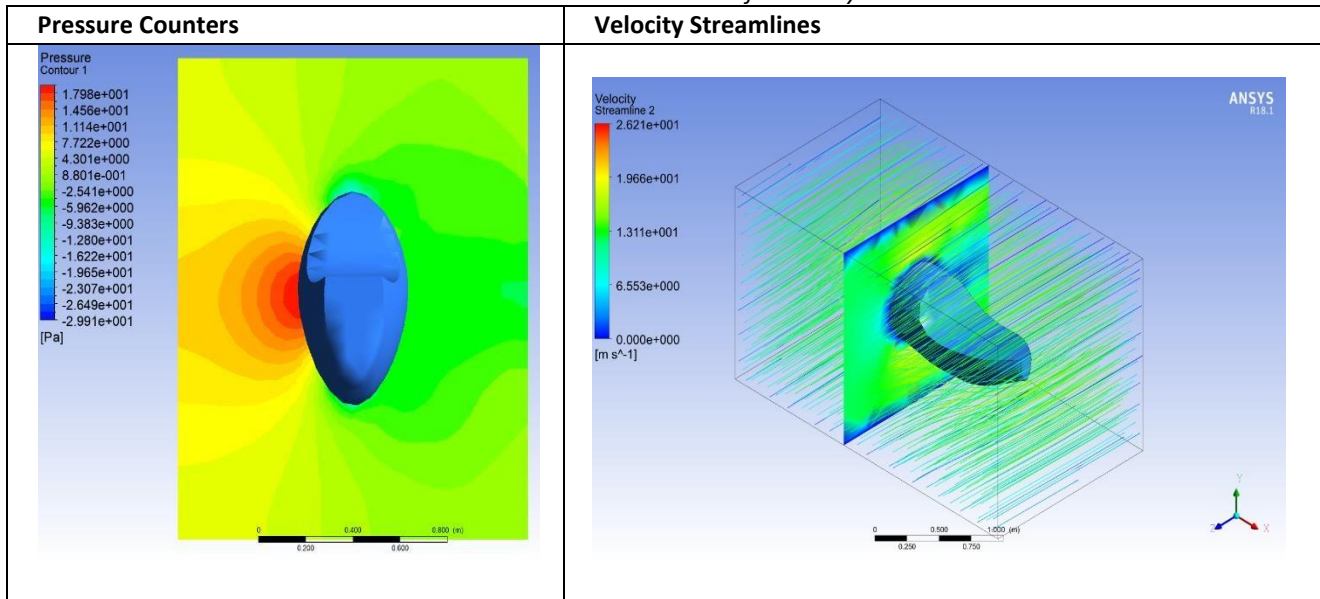 Pressure Counters
Velocity Streamlines
Pressure
Contour 1
1.798e+001
1.456e+001
1.114e+001
7.722e+000
4.301e+000
8.801e-001
-2.541e+000
-5.962e+000
-9.383e+000
-1.280e+001
-1.622e+001
-1.965e+001
-2.307e+001
-2.649e+001
-2.991e+001
[Pa]
0 0.400 0.800 (m)
0.200 0.600
Velocity
Streamline 2
2.621e+001
1.966e+001
1.311e+001
6.553e+000
0.000e+000
[m s^-1]
ANSYS
R18.1
0 0.500 1.000 (m)
0.250 0.750
Y
Z X